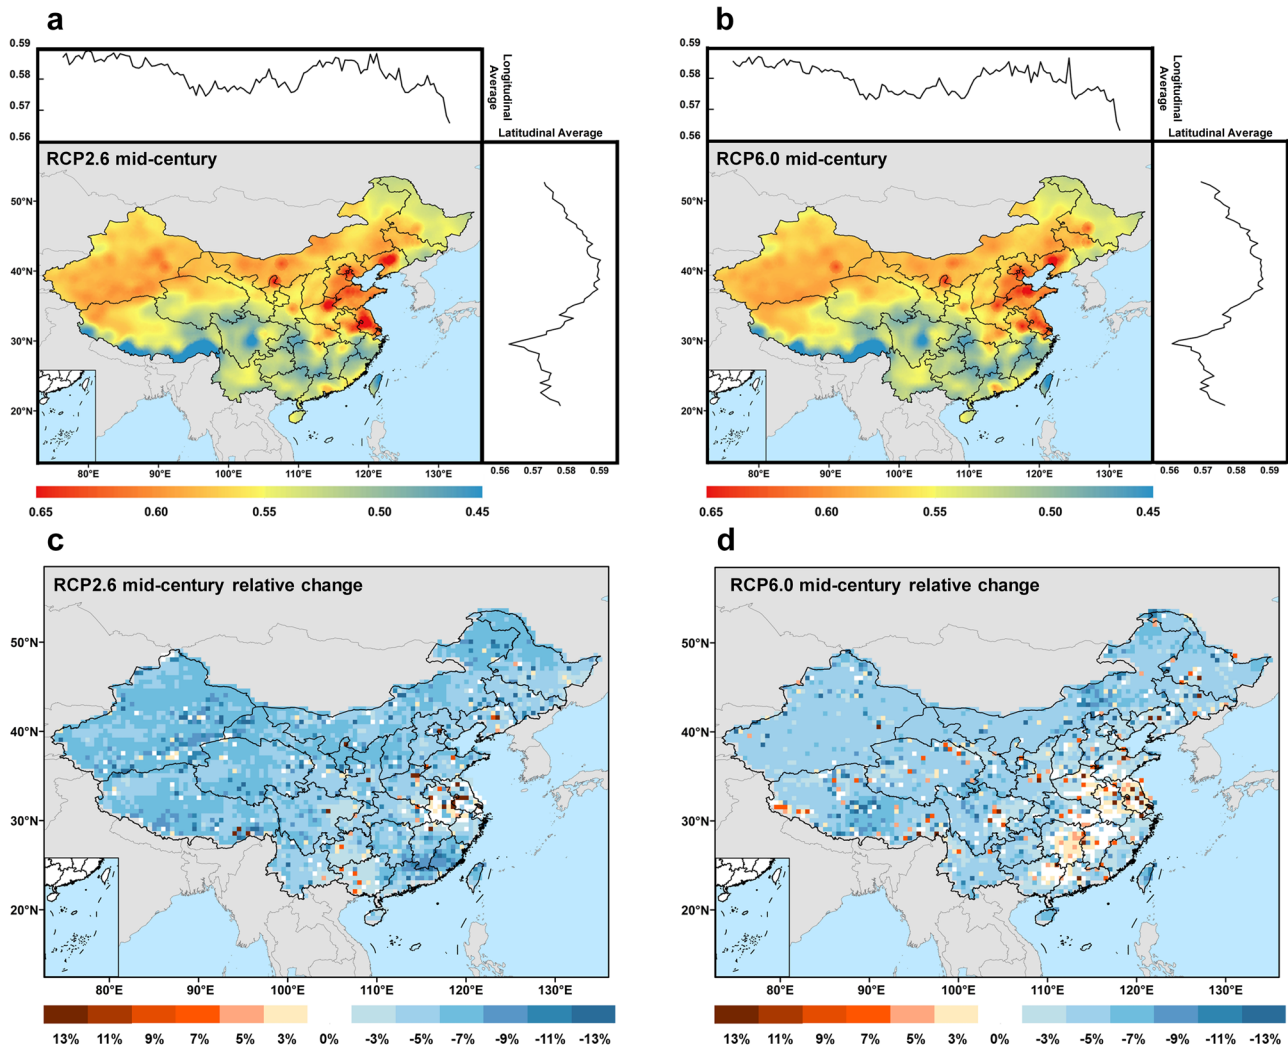 a
0.59
0.58
0.57
0.56
Longitudinal
Average
Latitudinal Average
RCP2.6 mid-century
50°N
40°N
30°N
20°N
80°E 90°E 100°E 110°E 120°E 130°E
0.56 0.57 0.58 0.59
0.65 0.60 0.55 0.50 0.45
b
0.59
0.58
0.57
0.56
Longitudinal
Average
Latitudinal Average
RCP6.0 mid-century
50°N
40°N
30°N
20°N
80°E 90°E 100°E 110°E 120°E 130°E
0.56 0.57 0.58 0.59
0.65 0.60 0.55 0.50 0.45
c
RCP2.6 mid-century relative change
50°N
40°N
30°N
20°N
80°E 90°E 100°E 110°E 120°E 130°E
13% 11% 9% 7% 5% 3% 0% -3% -5% -7% -9% -11% -13%
d
RCP6.0 mid-century relative change
50°N
40°N
30°N
20°N
80°E 90°E 100°E 110°E 120°E 130°E
13% 11% 9% 7% 5% 3% 0% -3% -5% -7% -9% -11% -13%